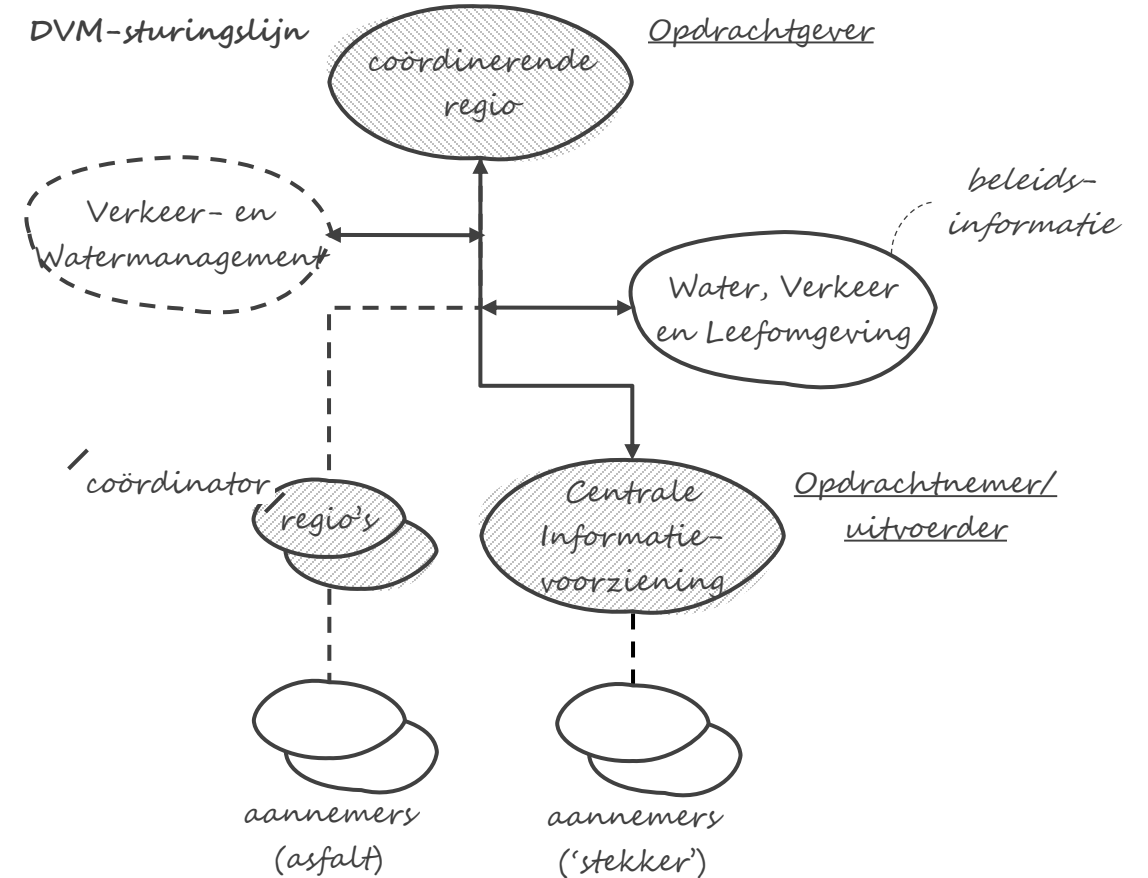 DVM-sturingslijn
Opdrachtgever
coördinerende
regio
Verkeer- en
Watermanagement
beleids-
informatie
Water, Verkeer
en Leefomgeving
coördinator
regio's
Centrale
Informatie-
voorziening
Opdrachtnemer/
uitvoerder
aannemers
(asfalt)
aannemers
(‘stekker’)